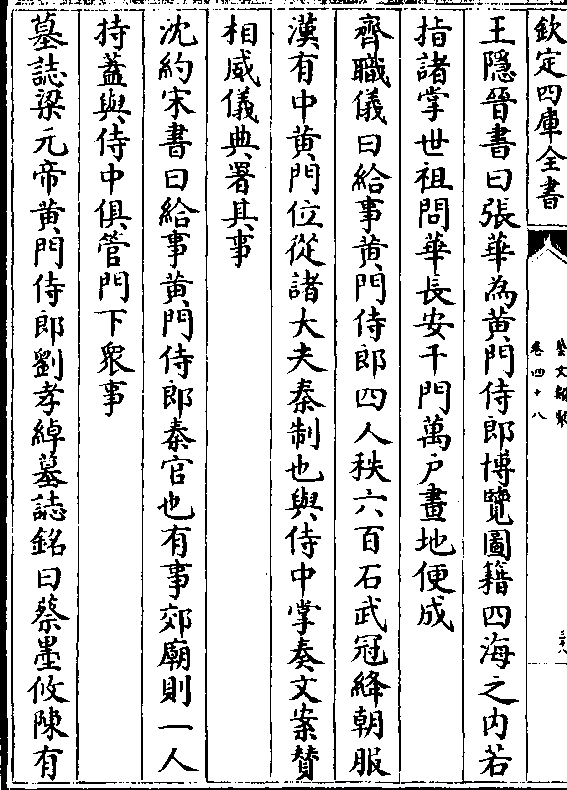 欽定四庫全書
藝文類聚
卷四十八
王隱晉書曰張華為黄門侍郎博覽圖籍四海之内若
指諸掌世祖問華長安千門萬户畫地便成
齊職儀曰給事黄門侍郎四人秩六百石武冠絳朝服
漢有中黄門位從諸大夫秦制也與侍中掌奏文案賛
相威儀典署其事
沈約宋書曰給事黄門侍郎秦官也有事郊廟則一人
持蓋與侍中俱管門下衆事
墓誌梁元帝黄門侍郎劉孝綽墓誌銘曰蔡墨攸陳有